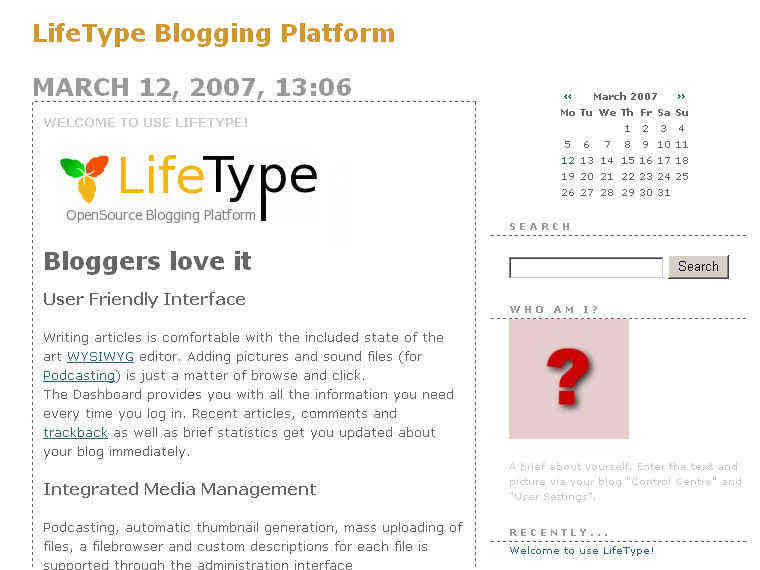 LifeType Blogging Platform
MARCH 12, 2007, 13:06
WELCOME TO USE LIFETYPE!
LifeType
OpenSource Blogging Platform
Bloggers love it
User Friendly Interface
Writing articles is comfortable with the included state of the
art WYSIWYG editor. Adding pictures and sound files (for
Podcasting) is just a matter of browse and click.
The Dashboard provides you with all the information you need
every time you log in. Recent articles, comments and
trackback as well as brief statistics get you updated about
your blog immediately.
Integrated Media Management
Podcasting, automatic thumbnail generation, mass uploading of
files, a filebrowser and custom descriptions for each file is
supported through the administration interface
« March 2007 »
Mo Tu We Th Fr Sa Su
1 2 3 4
5 6 7 8 9 10 11
12 13 14 15 16 17 18
19 20 21 22 23 24 25
26 27 28 29 30 31
SEARCH
Search
WHO AM I?
?
A brief about yourself. Enter the text and
picture via your blog "Control Centre" and
"User Settings".
RECENTLY...
Welcome to use LifeType!